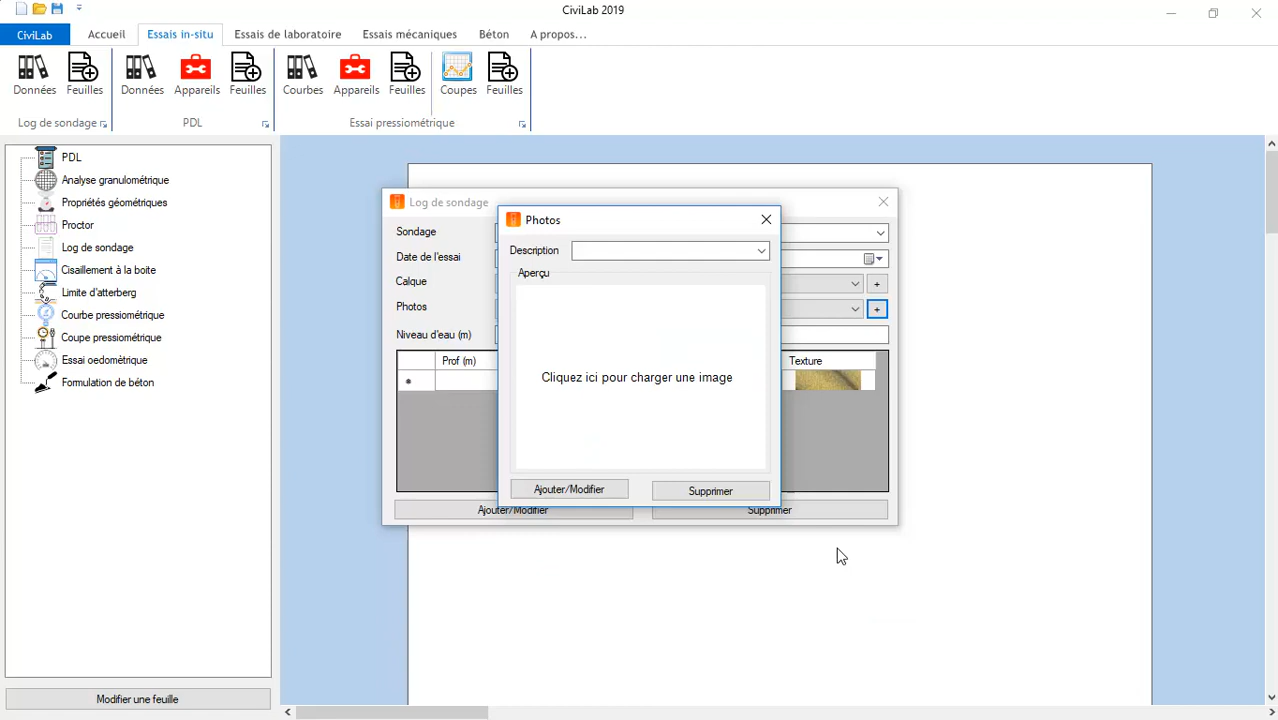 CiviLab 2019
CiviLab Accueil Essais in-situ Essais de laboratoire Essais mécaniques Béton A propos...
Données Feuilles Données Appareils Feuilles Courbes Appareils Feuilles Coupes Feuilles
Log de sondage PDL Essai pressiométrique
PDL
Analyse granulométrique
Propriétés géométriques
Proctor
Log de sondage
Cisaillement à la boite
Limite d'atterberg
Courbe pressiométrique
Coupe pressiométrique
Essai oedométrique
Formulation de béton
Modifier une feuille
Log de sondage
Sondage
Date de l'essai
Calque
+
Photos
+
Niveau d'eau (m)
Prof (m) Texture
Ajouter/Modifier Supprimer
Photos
Description
Aperçu
Cliquez ici pour charger une image
Ajouter/Modifier Supprimer